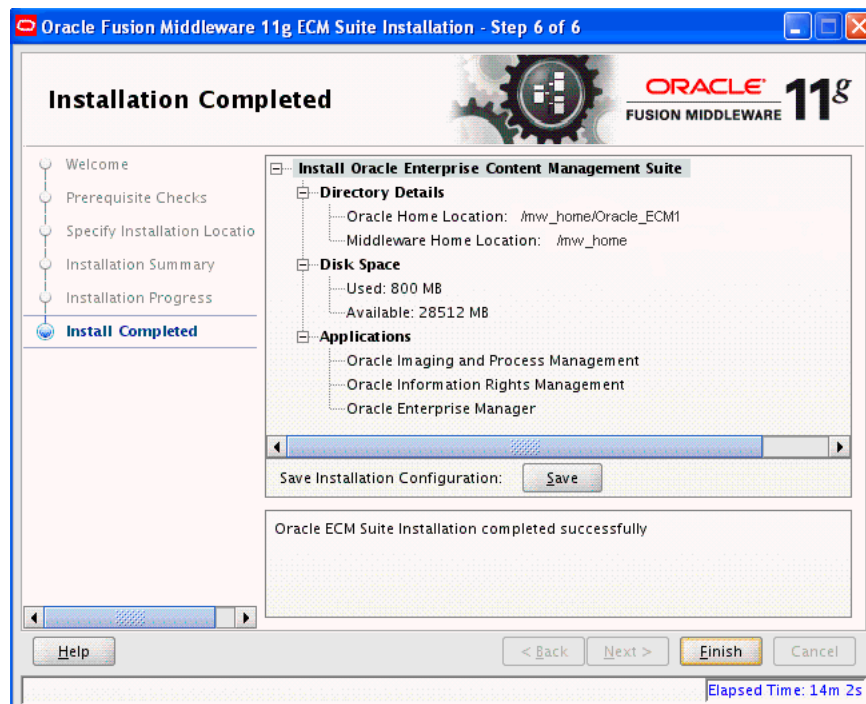 Oracle Fusion Middleware 11g ECM Suite Installation - Step 6 of 6
Installation Completed
ORACLE
FUSION MIDDLEWARE
11g
Welcome
Prerequisite Checks
Specify Installation Locatio
Installation Summary
Installation Progress
Install Completed
Install Oracle Enterprise Content Management Suite
Directory Details
Oracle Home Location: /mw_home/Oracle_ECM1
Middleware Home Location: /mw_home
Disk Space
Used: 800 MB
Available: 28512 MB
Applications
Oracle Imaging and Process Management
Oracle Information Rights Management
Oracle Enterprise Manager
Save Installation Configuration: Save
Oracle ECM Suite Installation completed successfully
Help < Back Next > Finish Cancel
Elapsed Time: 14m 2s